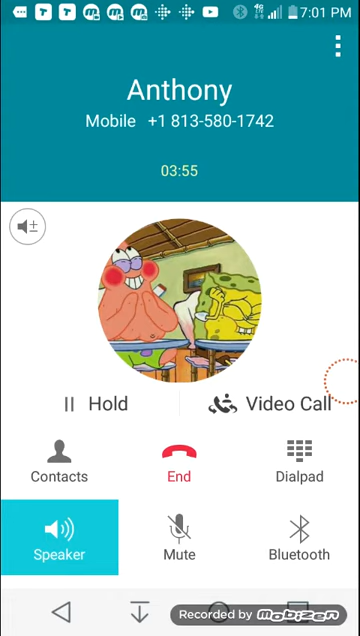 4G 7:01 PM
Anthony
Mobile +1 813-580-1742
03:55
Hold Video Call
Contacts End Dialpad
Speaker Mute Bluetooth
Recorded by mobizen